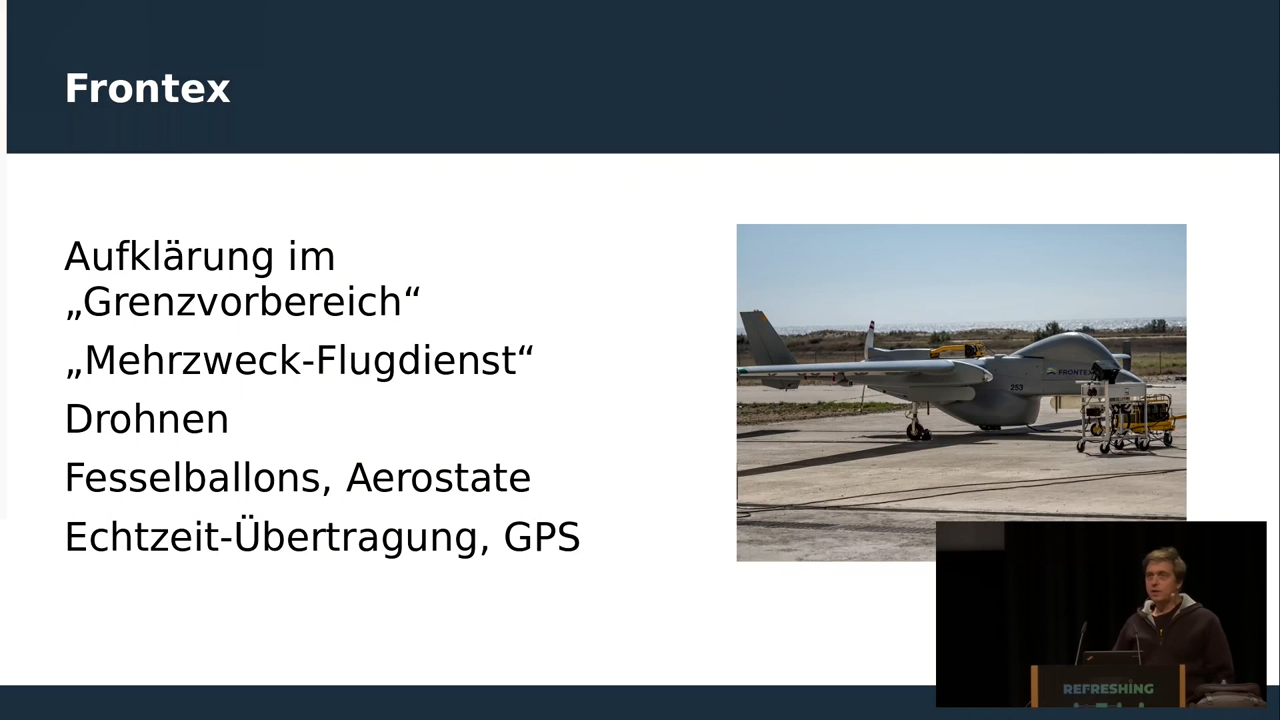 Frontex
Aufklärung im
„Grenzvorbereich“
„Mehrzweck-Flugdienst“
Drohnen
Fesselballons, Aerostate
Echtzeit-Übertragung, GPS
FRONTEX
253
REFRESHING